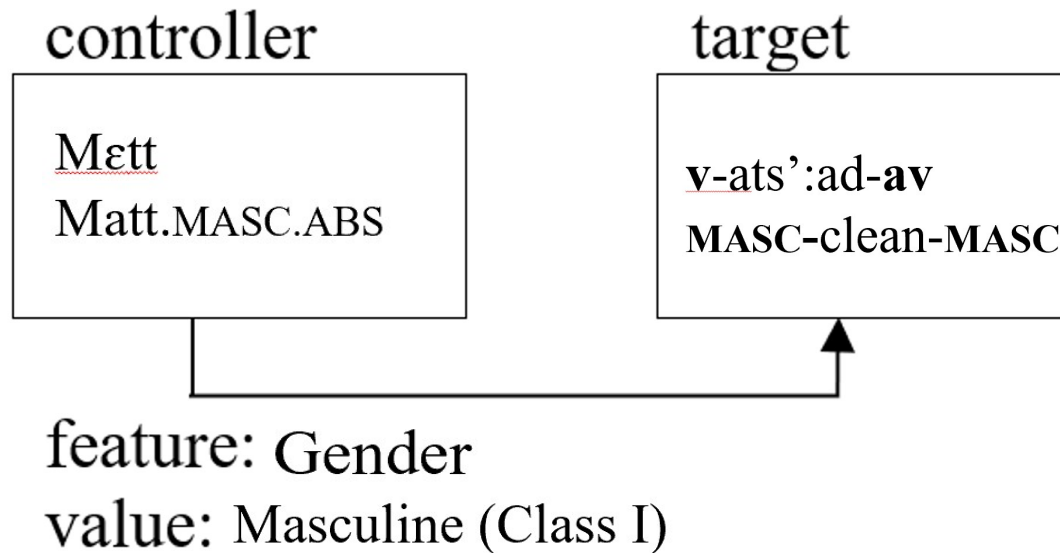 controller
target
Mɛtt
Matt.MASC.ABS
v-ats’:ad-av
MASC-clean-MASC
feature: Gender
value: Masculine (Class I)